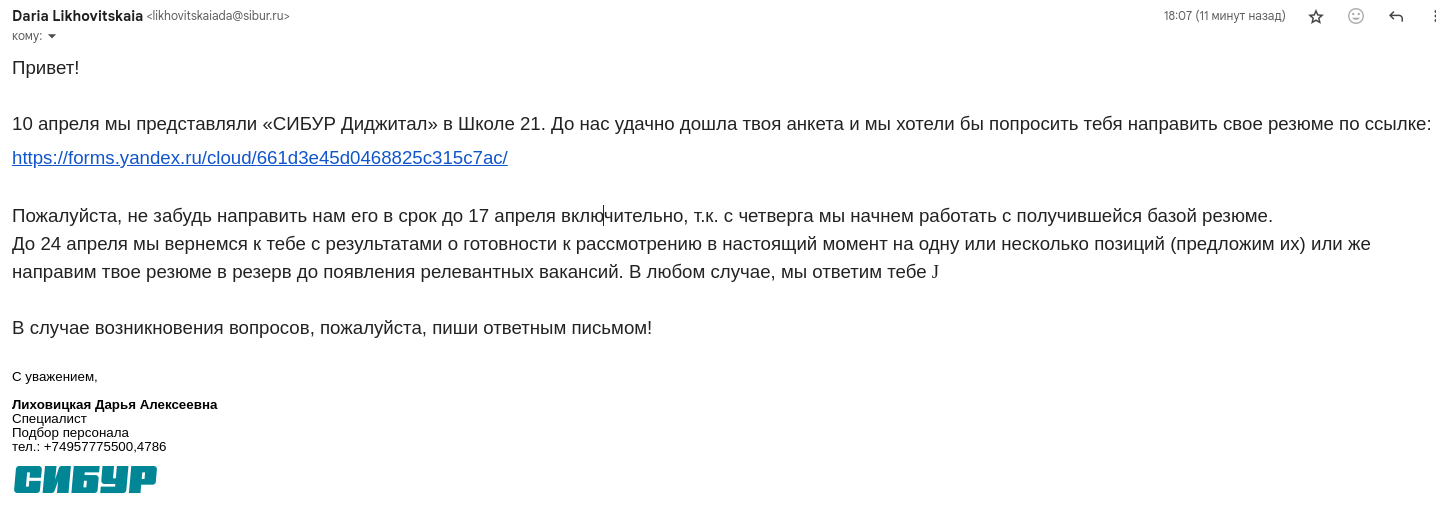 Daria Likhovitskaia <likhovitskaiada@sibur.ru> 18:07 (11 минут назад)
кому:
Привет!
10 апреля мы представляли «СИБУР Диджитал» в Школе 21. До нас удачно дошла твоя анкета и мы хотели бы попросить тебя направить свое резюме по ссылке:
https://forms.yandex.ru/cloud/661d3e45d0468825c315c7ac/
Пожалуйста, не забудь направить нам его в срок до 17 апреля включительно, т.к. с четверга мы начнем работать с получившейся базой резюме.
До 24 апреля мы вернемся к тебе с результатами о готовности к рассмотрению в настоящий момент на одну или несколько позиций (предложим их) или же
направим твое резюме в резерв до появления релевантных вакансий. В любом случае, мы ответим тебе J
В случае возникновения вопросов, пожалуйста, пиши ответным письмом!
С уважением,
Лиховицкая Дарья Алексеевна
Специалист
Подбор персонала
тел.: +74957775500,4786
СИБУР